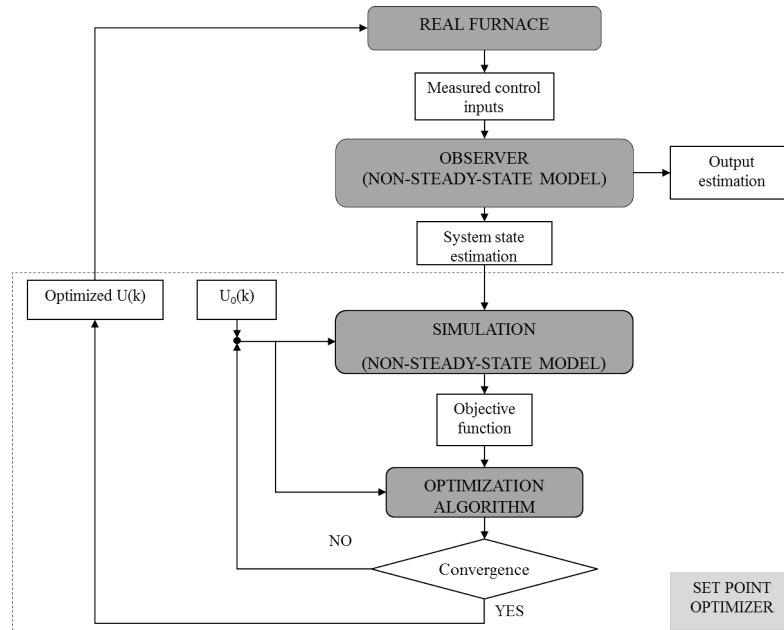 REAL FURNACE
Measured control
inputs
OBSERVER
(NON-STEADY-STATE MODEL)
Output
estimation
System state
estimation
Optimized U(k)
U₀(k)
SIMULATION
(NON-STEADY-STATE MODEL)
Objective
function
OPTIMIZATION
ALGORITHM
NO
Convergence
YES
SET POINT
OPTIMIZER